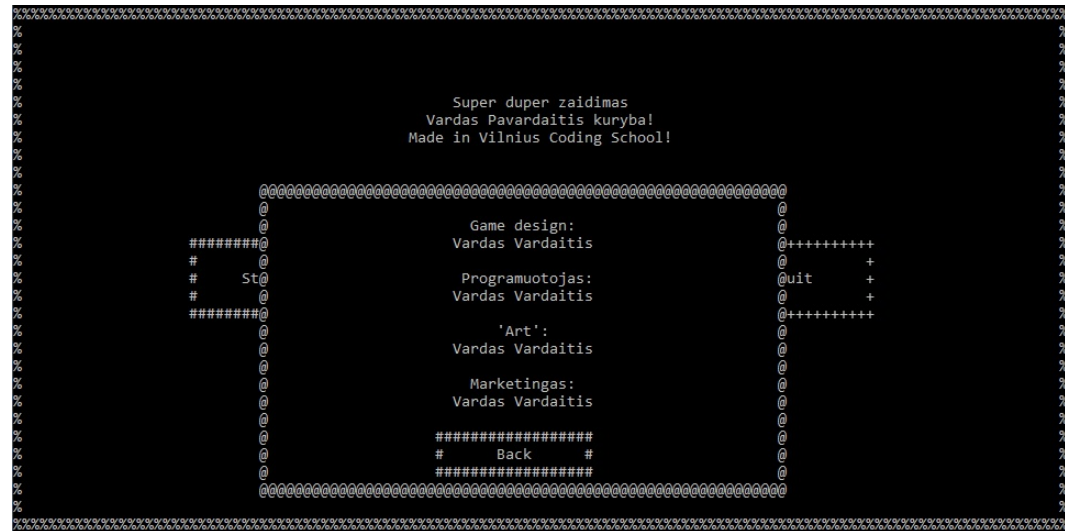 Super duper zaidimas
Vardas Pavardaitis kuryba!
Made in Vilnius Coding School!
Game design:
Vardas Vardaitis
St
Programuotojas:
uit
Vardas Vardaitis
'Art':
Vardas Vardaitis
Marketingas:
Vardas Vardaitis
Back